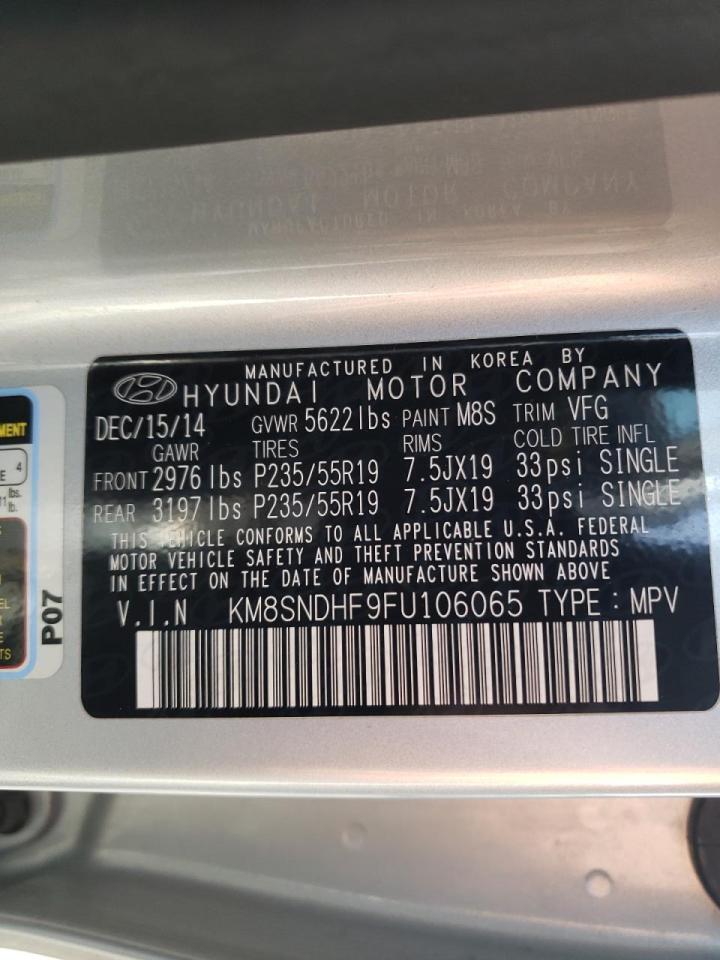 MANUFACTURED IN KOREA BY
HYUNDAI MOTOR COMPANY
DEC/15/14 GVWR 5622 lbs PAINT M8S TRIM VFG
GAWR TIRES RIMS COLD TIRE INFL
FRONT 2976 lbs P235/55R19 7.5JX19 33psi SINGLE
REAR 3197 lbs P235/55R19 7.5JX19 33psi SINGLE
THIS VEHICLE CONFORMS TO ALL APPLICABLE U.S.A. FEDERAL
MOTOR VEHICLE SAFETY AND THEFT PREVENTION STANDARDS
IN EFFECT ON THE DATE OF MANUFACTURE SHOWN ABOVE
V.I.N KM8SNDHF9FU106065 TYPE : MPV
4
lbs.
lb.
P07